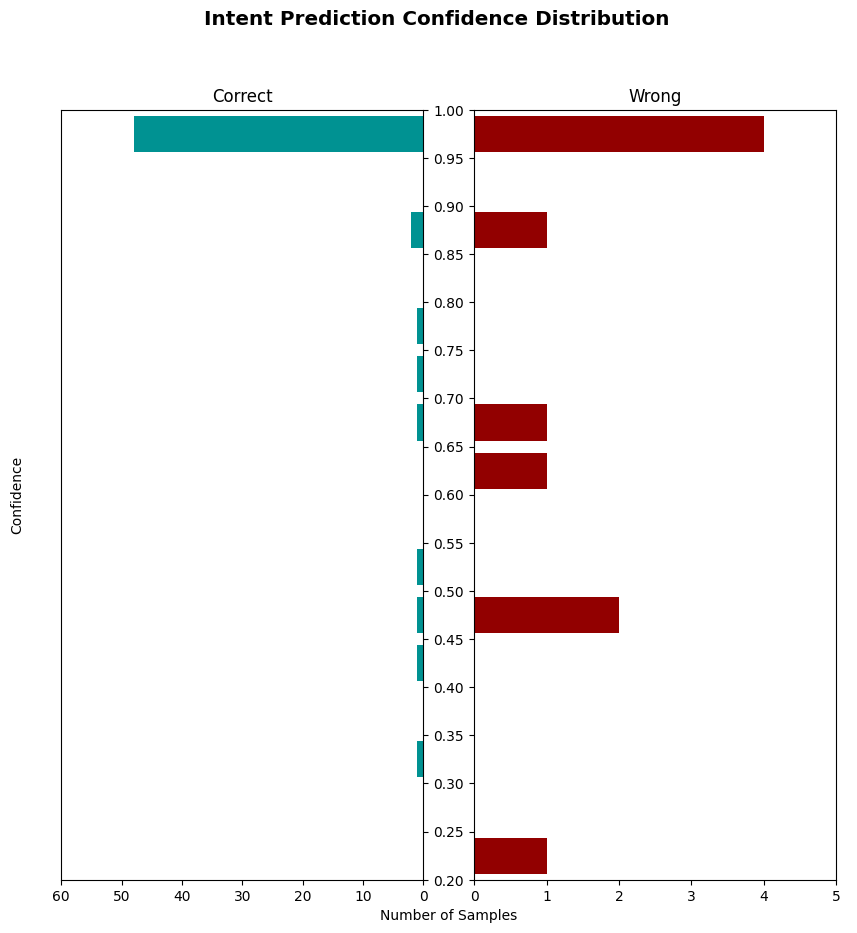 Intent Prediction Confidence Distribution
Correct
Wrong
Confidence
1.00
0.95
0.90
0.85
0.80
0.75
0.70
0.65
0.60
0.55
0.50
0.45
0.40
0.35
0.30
0.25
0.20
60 50 40 30 20 10 0
0 1 2 3 4 5
Number of Samples